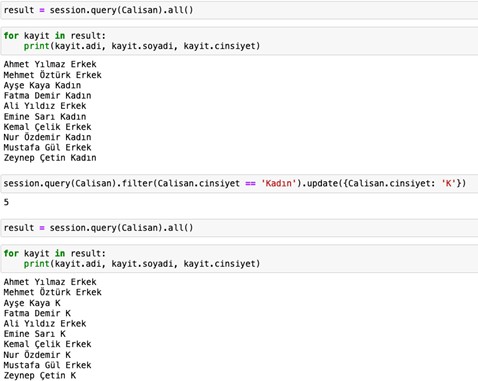 result = session.query(Calisan).all()
for kayit in result:
    print(kayit.adi, kayit.soyadi, kayit.cinsiyet)
Ahmet Yılmaz Erkek
Mehmet Öztürk Erkek
Ayşe Kaya Kadın
Fatma Demir Kadın
Ali Yıldız Erkek
Emine Sarı Kadın
Kemal Çelik Erkek
Nur Özdemir Kadın
Mustafa Gül Erkek
Zeynep Çetin Kadın
session.query(Calisan).filter(Calisan.cinsiyet == 'Kadın').update({Calisan.cinsiyet: 'K'})
5
result = session.query(Calisan).all()
for kayit in result:
    print(kayit.adi, kayit.soyadi, kayit.cinsiyet)
Ahmet Yılmaz Erkek
Mehmet Öztürk Erkek
Ayşe Kaya K
Fatma Demir K
Ali Yıldız Erkek
Emine Sarı K
Kemal Çelik Erkek
Nur Özdemir K
Mustafa Gül Erkek
Zeynep Çetin K